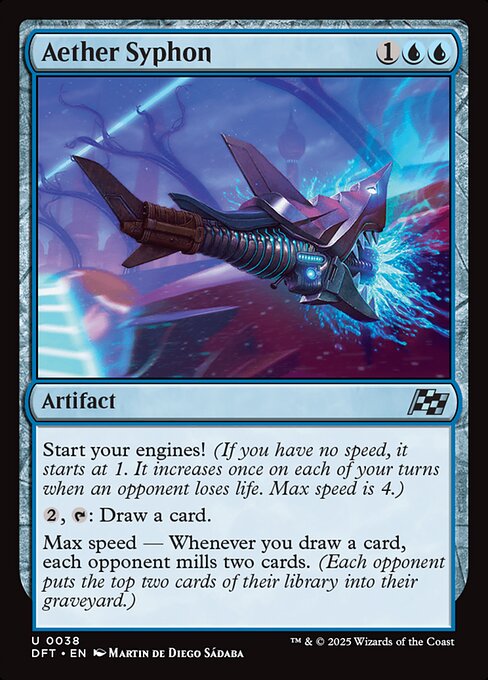 Aether Syphon 1
Artifact
Start your engines! (If you have no speed, it
starts at 1. It increases once on each of your turns
when an opponent loses life. Max speed is 4.)
2, : Draw a card.
Max speed — Whenever you draw a card,
each opponent mills two cards. (Each opponent
puts the top two cards of their library into their
graveyard.)
U 0038 ™ & © 2025 Wizards of the Coast
DFT • EN Martin de Diego Sádaba